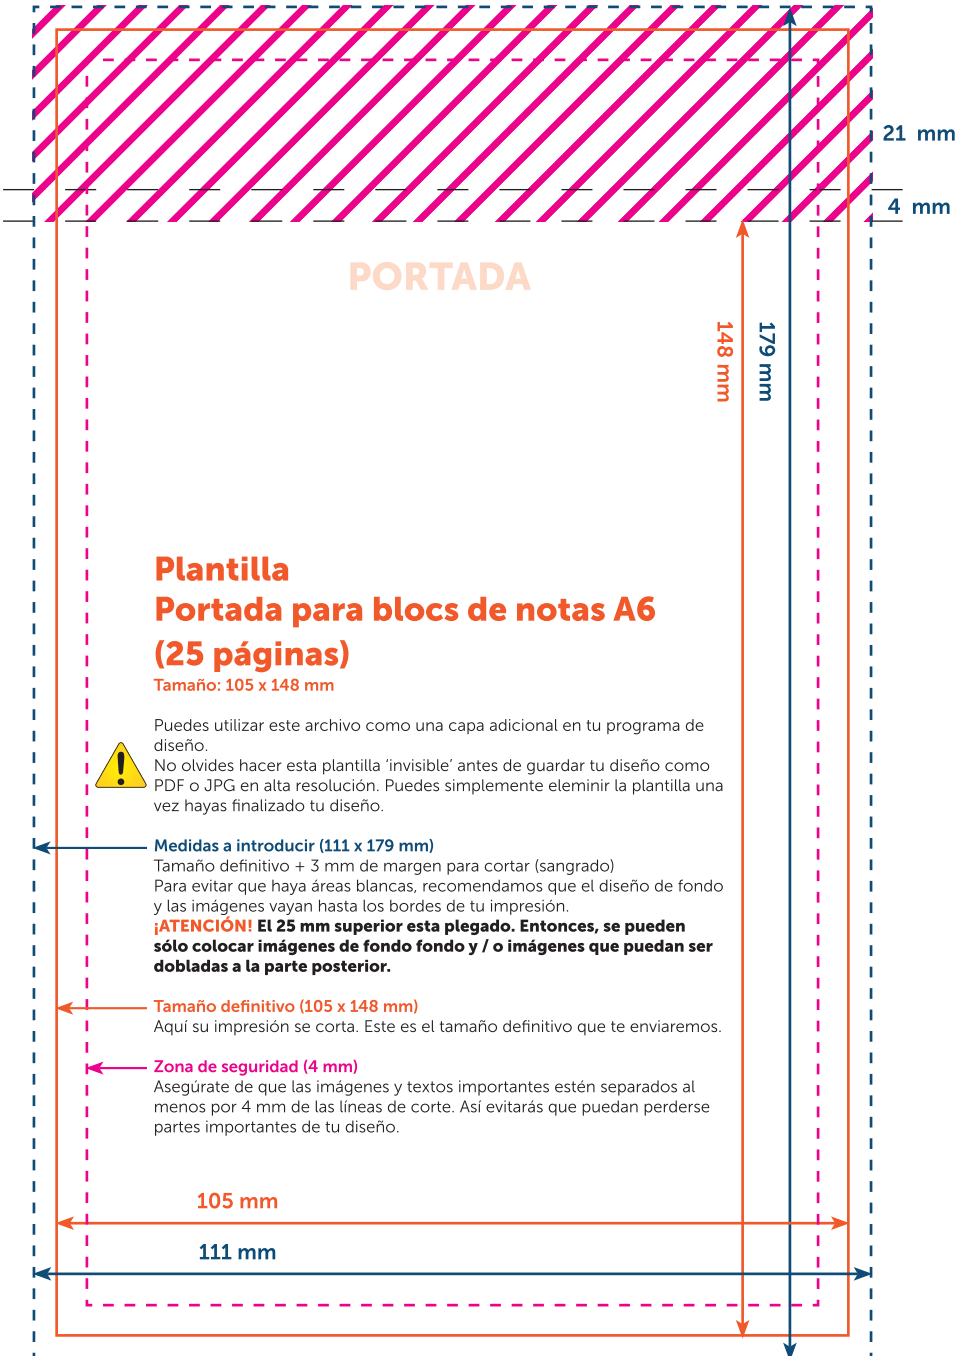 21 mm
4 mm
PORTADA
148 mm
179 mm
Plantilla
Portada para blocs de notas A6
(25 páginas)
Tamaño: 105 x 148 mm
Puedes utilizar este archivo como una capa adicional en tu programa de
diseño.
No olvides hacer esta plantilla ‘invisible’ antes de guardar tu diseño como
PDF o JPG en alta resolución. Puedes simplemente eleminir la plantilla una
vez hayas finalizado tu diseño.
Medidas a introducir (111 x 179 mm)
Tamaño definitivo + 3 mm de margen para cortar (sangrado)
Para evitar que haya áreas blancas, recomendamos que el diseño de fondo
y las imágenes vayan hasta los bordes de tu impresión.
¡ATENCIÓN! El 25 mm superior esta plegado. Entonces, se pueden
sólo colocar imágenes de fondo fondo y / o imágenes que puedan ser
dobladas a la parte posterior.
Tamaño definitivo (105 x 148 mm)
Aquí su impresión se corta. Este es el tamaño definitivo que te enviaremos.
Zona de seguridad (4 mm)
Asegúrate de que las imágenes y textos importantes estén separados al
menos por 4 mm de las líneas de corte. Así evitarás que puedan perderse
partes importantes de tu diseño.
105 mm
111 mm